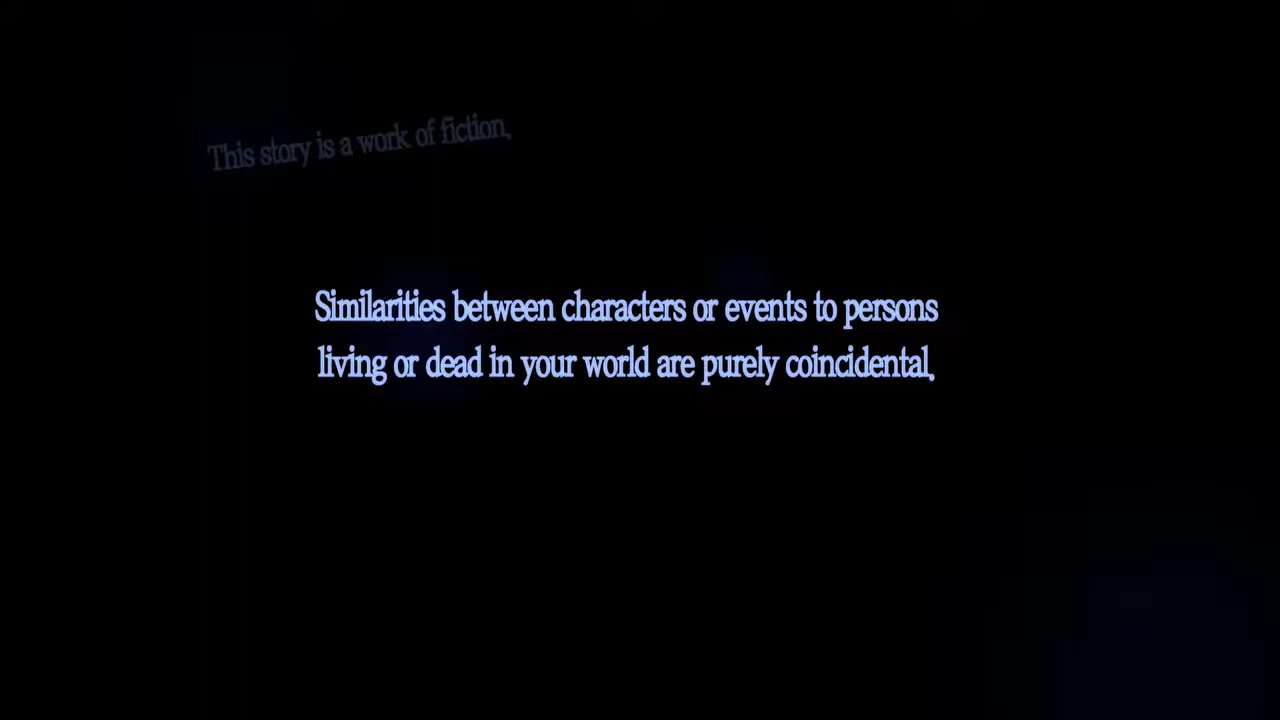 This story is a work of fiction.
Similarities between characters or events to persons
living or dead in your world are purely coincidental.